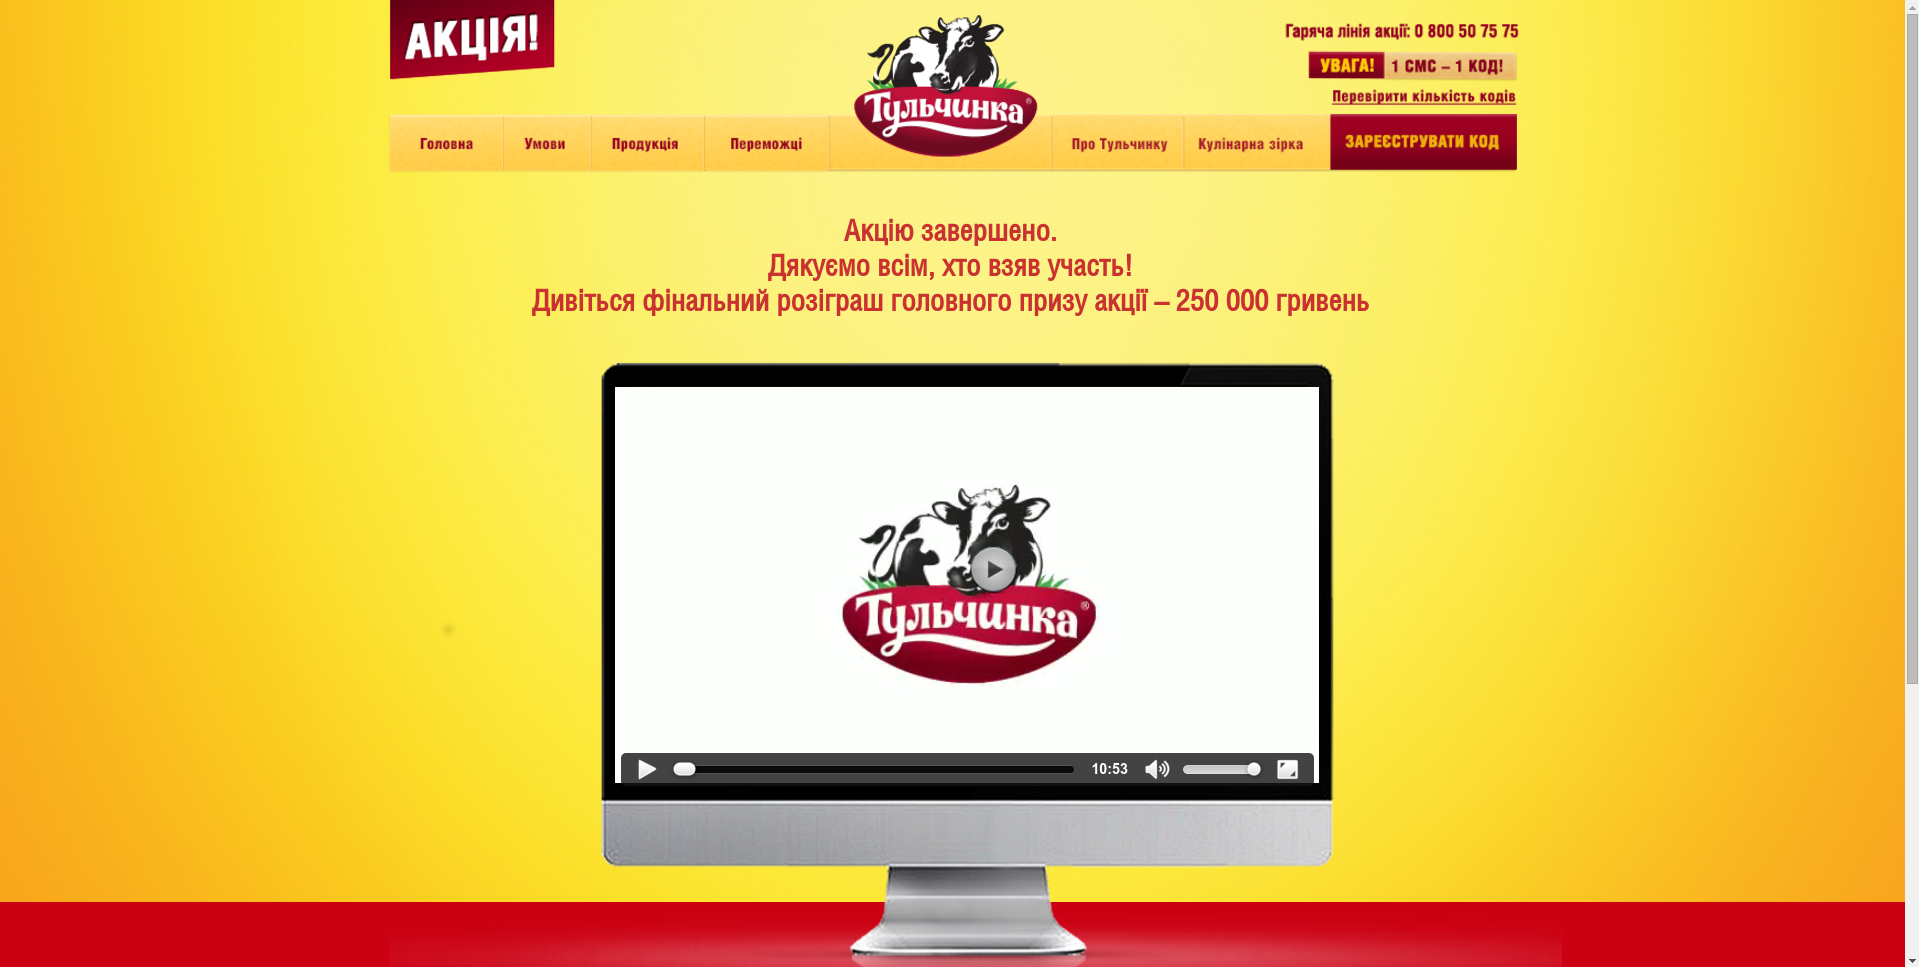 АКЦІЯ!
Тульчинка®
Гаряча лінія акції: 0 800 50 75 75
УВАГА! 1 СМС – 1 КОД!
Перевірити кількість кодів
Головна
Умови
Продукція
Переможці
Про Тульчинку
Кулінарна зірка
ЗАРЕЄСТРУВАТИ КОД
Акцію завершено.
Дякуємо всім, хто взяв участь!
Дивіться фінальний розіграш головного призу акції – 250 000 гривень
Тульчинка®
10:53